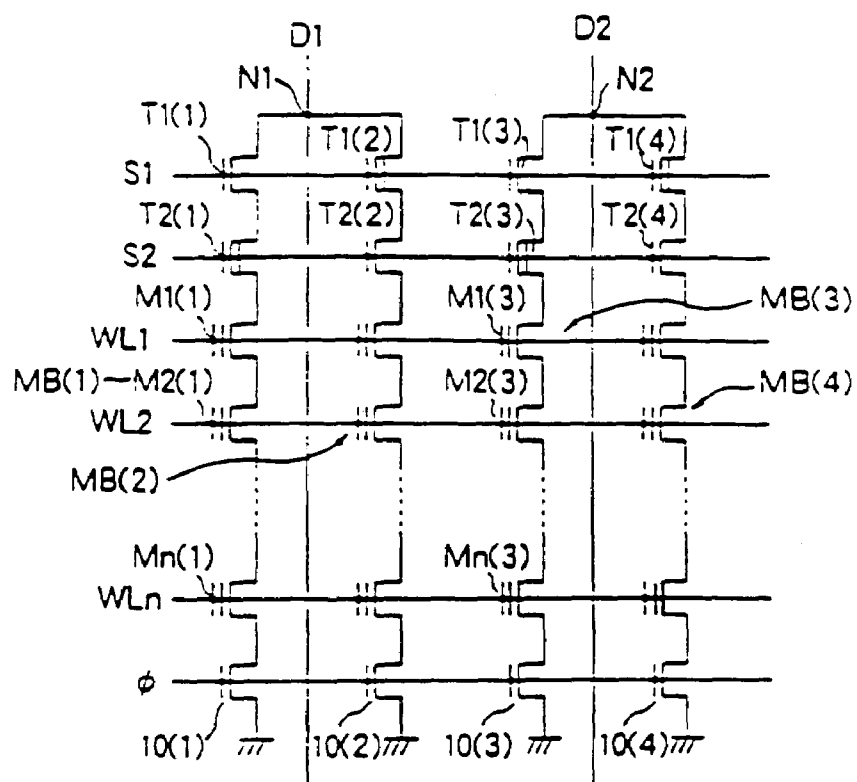 D1 D2
N1 N2
T1(1) T1(2) T1(3) T1(4)
S1
T2(1) T2(2) T2(3) T2(4)
S2
M1(1) M1(3) MB(3)
WL1
MB(1)~M2(1) M2(3) MB(4)
WL2
MB(2)
Mn(1) Mn(3)
WLn
φ
10(1) 10(2) 10(3) 10(4)